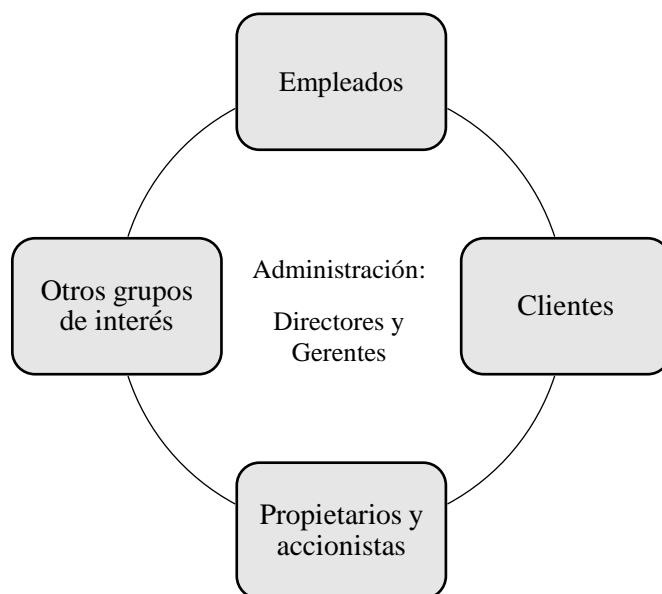 Empleados
Otros grupos
de interés
Administración:
Directores y
Gerentes
Clientes
Propietarios y
accionistas